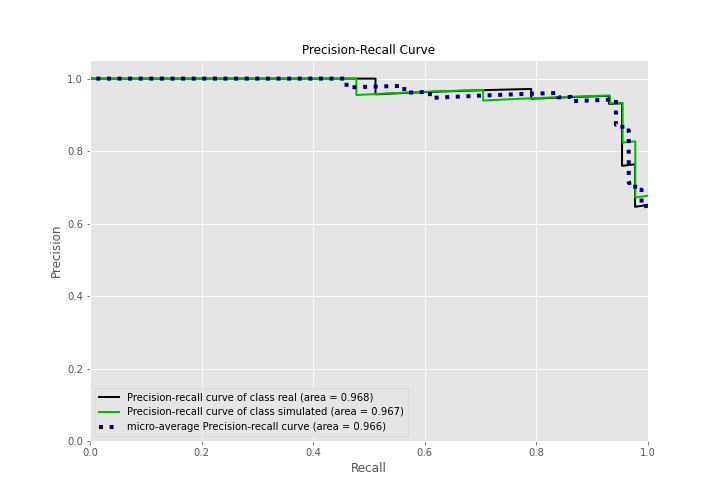 Precision-Recall Curve
1.0
0.8
0.6
0.4
0.2
0.0
Precision
Precision-recall curve of class real (area = 0.968)
Precision-recall curve of class simulated (area = 0.967)
micro-average Precision-recall curve (area = 0.966)
0.0 0.2 0.4 0.6 0.8 1.0
Recall